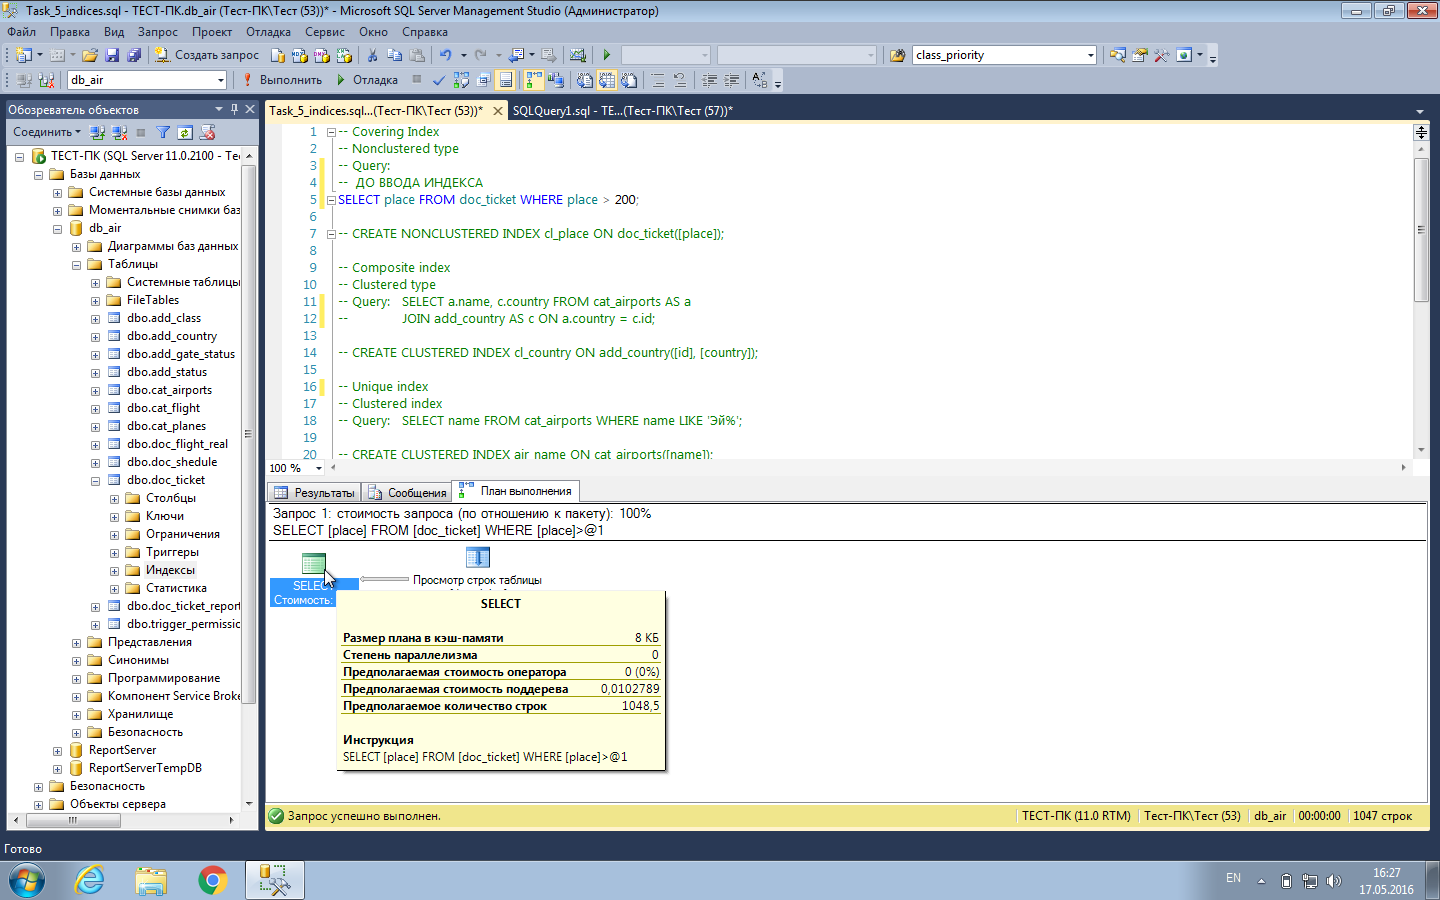 Task_5_indices.sql - ТЕСТ-ПК.db_air (Тест-ПК\Тест (53))* - Microsoft SQL Server Management Studio (Администратор)
Файл Правка Вид Запрос Проект Отладка Сервис Окно Справка
Создать запрос
class_priority
db_air
Выполнить
Отладка
Обозреватель объектов
Соединить
ТЕСТ-ПК (SQL Server 11.0.2100 - Те
Базы данных
Системные базы данных
Моментальные снимки баз
db_air
Диаграммы баз данных
Таблицы
Системные таблицы
FileTables
dbo.add_class
dbo.add_country
dbo.add_gate_status
dbo.add_status
dbo.cat_airports
dbo.cat_flight
dbo.cat_planes
dbo.doc_flight_real
dbo.doc_shedule
dbo.doc_ticket
Столбцы
Ключи
Ограничения
Триггеры
Индексы
Статистика
dbo.doc_ticket_report
dbo.trigger_permissic
Представления
Синонимы
Программирование
Компонент Service Broke
Хранилище
Безопасность
ReportServer
ReportServerTempDB
Безопасность
Объекты сервера
Task_5_indices.sql...(Тест-ПК\Тест (53))*
SQLQuery1.sql - ТЕ...(Тест-ПК\Тест (57))*
1 -- Covering Index
2 -- Nonclustered type
3 -- Query:
4 -- ДО ВВОДА ИНДЕКСА
5 SELECT place FROM doc_ticket WHERE place > 200;
6
7 -- CREATE NONCLUSTERED INDEX cl_place ON doc_ticket([place]);
8
9 -- Composite index
10 -- Clustered type
11 -- Query: SELECT a.name, c.country FROM cat_airports AS a
12 -- JOIN add_country AS c ON a.country = c.id;
13
14 -- CREATE CLUSTERED INDEX cl_country ON add_country([id], [country]);
15
16 -- Unique index
17 -- Clustered index
18 -- Query: SELECT name FROM cat_airports WHERE name LIKE 'Эй%';
19
20 -- CREATE CLUSTERED INDEX air_name ON cat_airports([name]);
100 %
Результаты
Сообщения
План выполнения
Запрос 1: стоимость запроса (по отношению к пакету): 100%
SELECT [place] FROM [doc_ticket] WHERE [place]>@1
SELECT
Стоимость:
Просмотр строк таблицы
SELECT
Размер плана в кэш-памяти 8 КБ
Степень параллелизма 0
Предполагаемая стоимость оператора 0 (0%)
Предполагаемая стоимость поддерева 0,0102789
Предполагаемое количество строк 1048,5
Инструкция
SELECT [place] FROM [doc_ticket] WHERE [place]>@1
Запрос успешно выполнен.
ТЕСТ-ПК (11.0 RTM)
Тест-ПК\Тест (53)
db_air
00:00:00
1047 строк
Готово
EN
16:27
17.05.2016